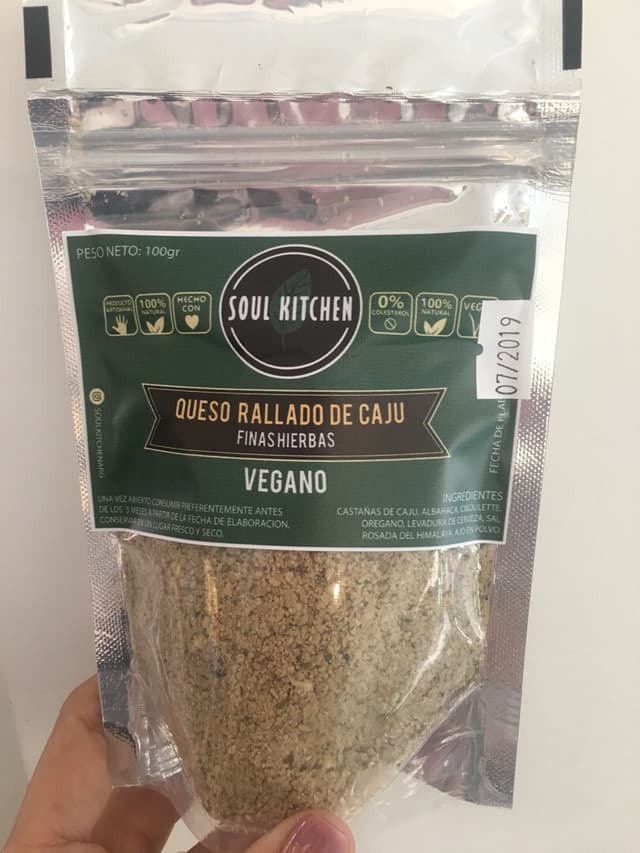 PESO NETO: 100gr
PRODUCTO
ARTESANAL
100%
NATURAL
HECHO
CON
SOUL KITCHEN
0%
COLESTEROL
100%
NATURAL
VEG
07/2019
FECHA DE ELAB
SOULKITCHENARG
QUESO RALLADO DE CAJU
FINAS HIERBAS
VEGANO
UNA VEZ ABIERTO CONSUMIR PREFERENTEMENTE ANTES
DE LOS 3 MESES A PARTIR DE LA FECHA DE ELABORACION.
CONSERVAR EN UN LUGAR FRESCO Y SECO.
INGREDIENTES
CASTAÑAS DE CAJU, ALBAHACA, CIBOULETTE,
OREGANO, LEVADURA DE CERVEZA, SAL
ROSADA DEL HIMALAYA, AJO EN POLVO